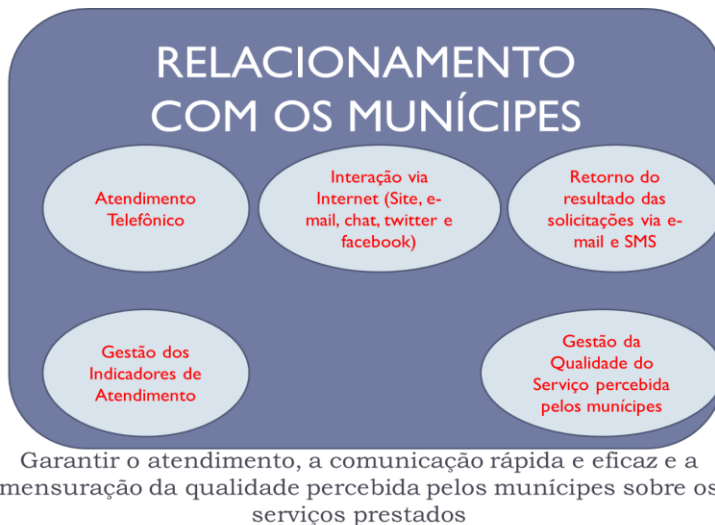 RELACIONAMENTO
COM OS MUNÍCIPES
Atendimento
Telefônico
Interação via
Internet (Site, e-
mail, chat, twitter e
facebook)
Retorno do
resultado das
solicitações via e-
mail e SMS
Gestão dos
Indicadores de
Atendimento
Gestão da
Qualidade do
Serviço percebida
pelos munícipes
Garantir o atendimento, a comunicação rápida e eficaz e a
mensuração da qualidade percebida pelos munícipes sobre os
serviços prestados